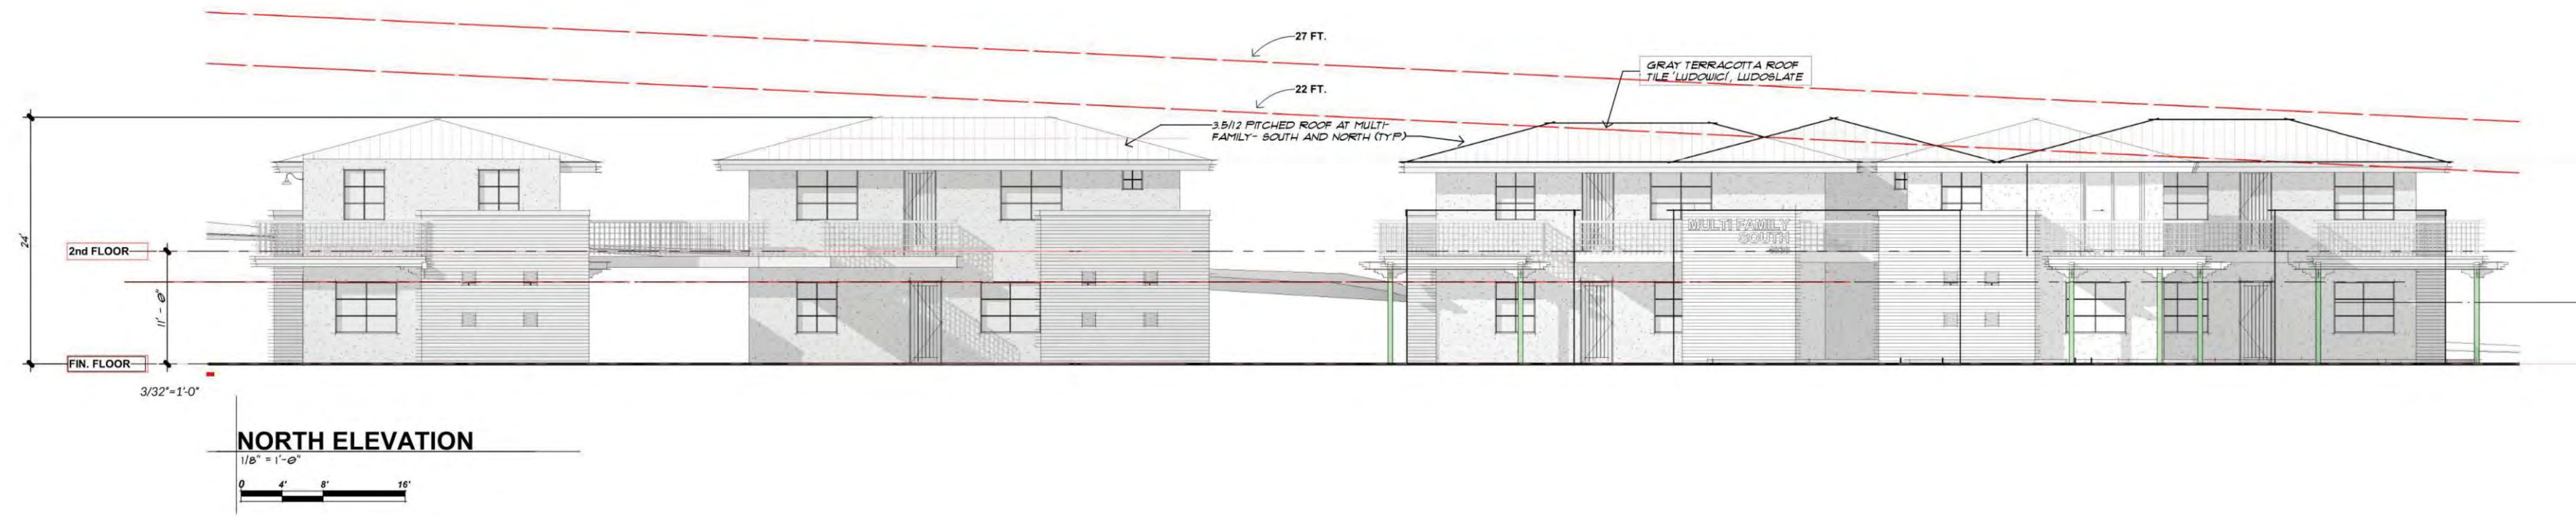 27 FT.
22 FT.
GRAY TERRACOTTA ROOF
TILE 'LUDOWICI', LUDOSLATE
3.5/12 PITCHED ROOF AT MULTI-
FAMILY- SOUTH AND NORTH (TYP)
MULTI FAMILY
SOUTH
24'
2nd FLOOR
11' - 0"
FIN. FLOOR
3/32"=1'-0"
NORTH ELEVATION
1/8" = 1'-0"
0 4' 8' 16'